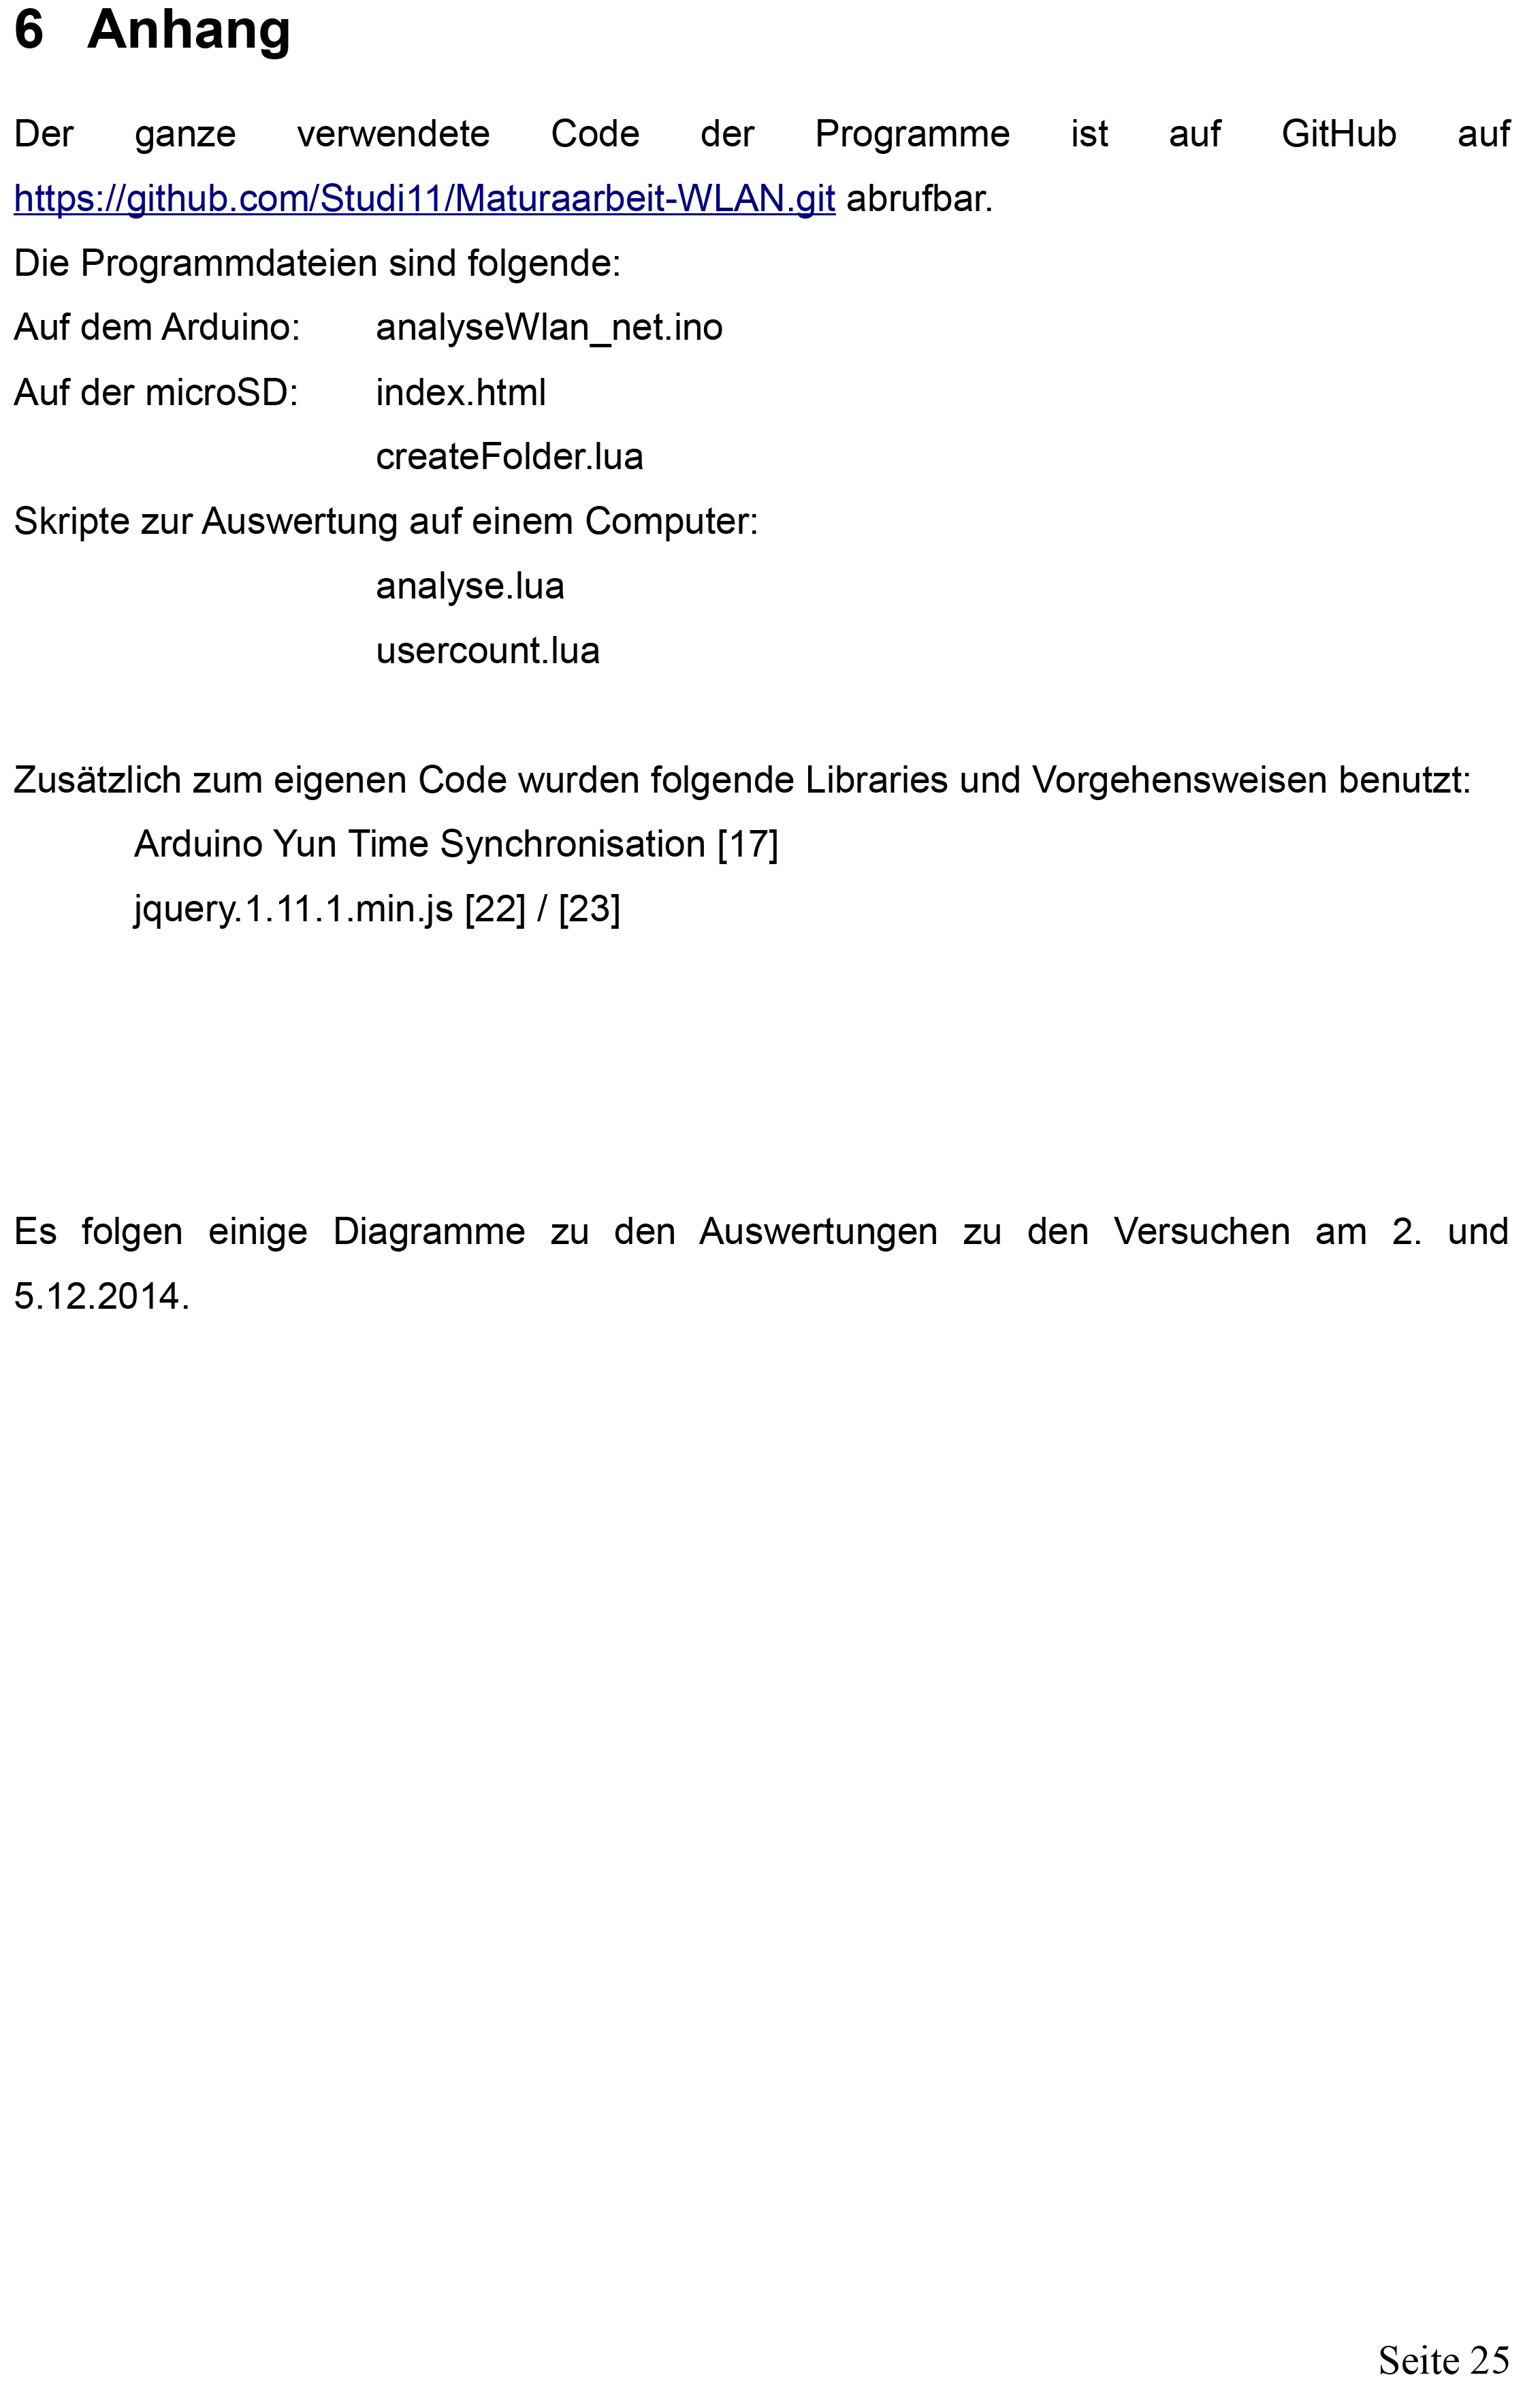 6 Anhang
Der ganze verwendete Code der Programme ist auf GitHub auf
https://github.com/Studi11/Maturaarbeit-WLAN.git abrufbar.
Die Programmdateien sind folgende:
Auf dem Arduino: analyseWlan_net.ino
Auf der microSD: index.html
createFolder.lua
Skripte zur Auswertung auf einem Computer:
analyse.lua
usercount.lua
Zusätzlich zum eigenen Code wurden folgende Libraries und Vorgehensweisen benutzt:
Arduino Yun Time Synchronisation [17]
jquery.1.11.1.min.js [22] / [23]
Es folgen einige Diagramme zu den Auswertungen zu den Versuchen am 2. und
5.12.2014.
Seite 25